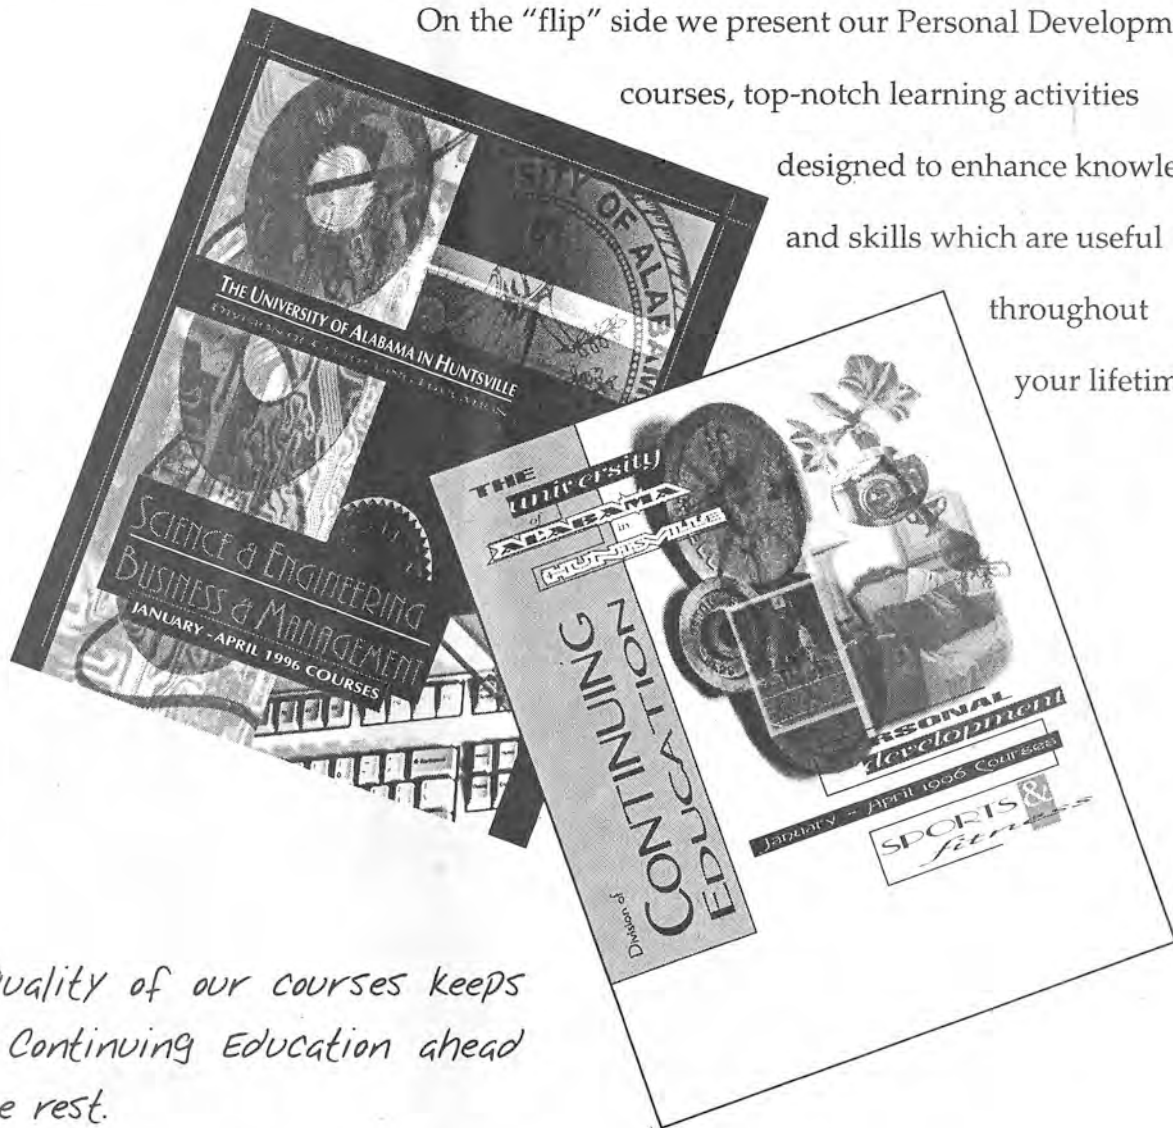 On the "flip" side we present our Personal Developm
courses, top-notch learning activities
designed to enhance knowle
and skills which are useful
throughout
your lifetim
SITY OF ALABAM
THE UNIVERSITY OF ALABAMA IN HUNTSVILLE
SCIENCE & ENGINEERING
BUSINESS & MANAGEMENT
JANUARY - APRIL 1996 COURSES
THE
university
of
ALABAMA
in
HUNTSVILLE
Division of
CONTINUING
EDUCATION
RSONAL
development
January - April 1996 Courses
SPORTS &
fitness
uality of our courses keeps
Continuing Education ahead
e rest.